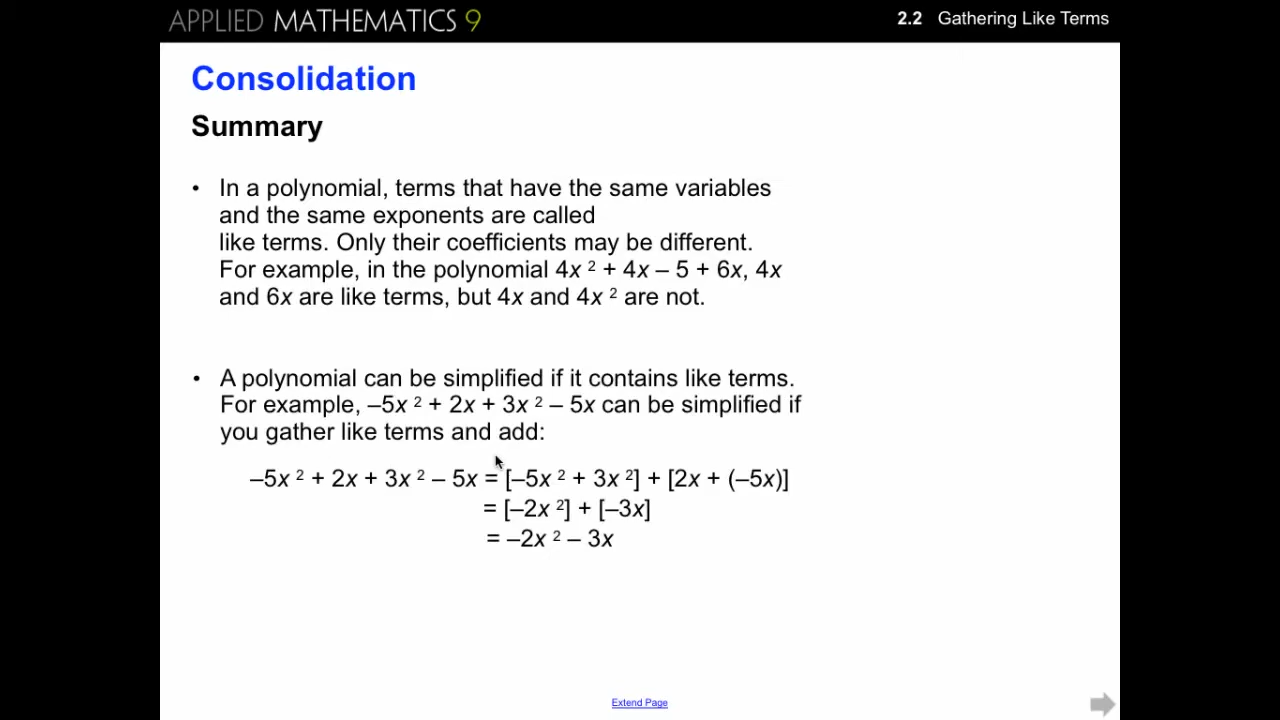 APPLIED MATHEMATICS 9
2.2 Gathering Like Terms
Consolidation
Summary
• In a polynomial, terms that have the same variables
and the same exponents are called
like terms. Only their coefficients may be different.
For example, in the polynomial 4x ² + 4x – 5 + 6x, 4x
and 6x are like terms, but 4x and 4x ² are not.
• A polynomial can be simplified if it contains like terms.
For example, –5x ² + 2x + 3x ² – 5x can be simplified if
you gather like terms and add:
–5x ² + 2x + 3x ² – 5x = [–5x ² + 3x ²] + [2x + (–5x)]
= [–2x ²] + [–3x]
= –2x ² – 3x
Extend Page